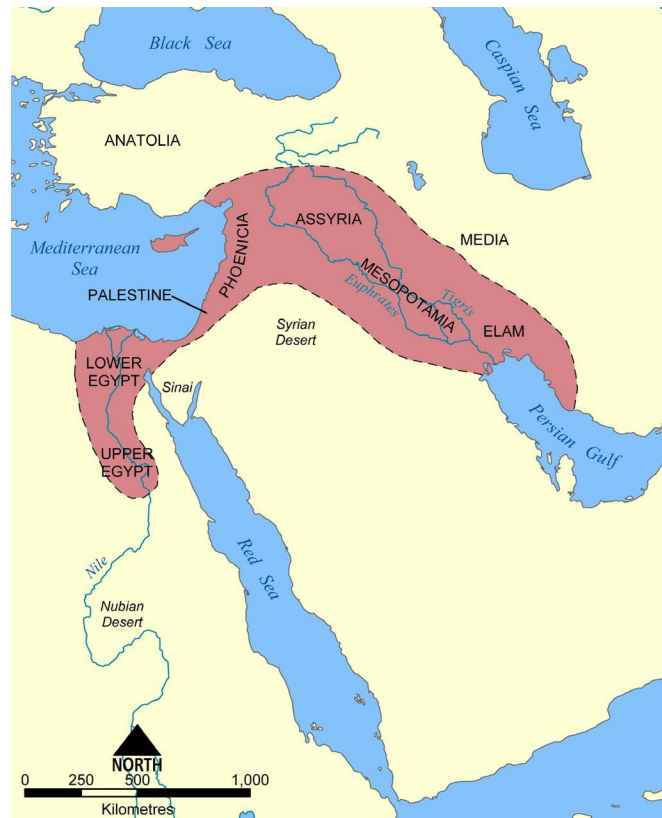 Black Sea
Caspian Sea
ANATOLIA
ASSYRIA
MEDIA
Mediterranean
Sea
PHOENICIA
MESOPOTAMIA
Euphrates
Tigris
PALESTINE
Syrian
Desert
ELAM
LOWER
EGYPT
Sinai
Persian Gulf
UPPER
EGYPT
Red Sea
Nile
Nubian
Desert
NORTH
0 250 500 1,000
Kilometres